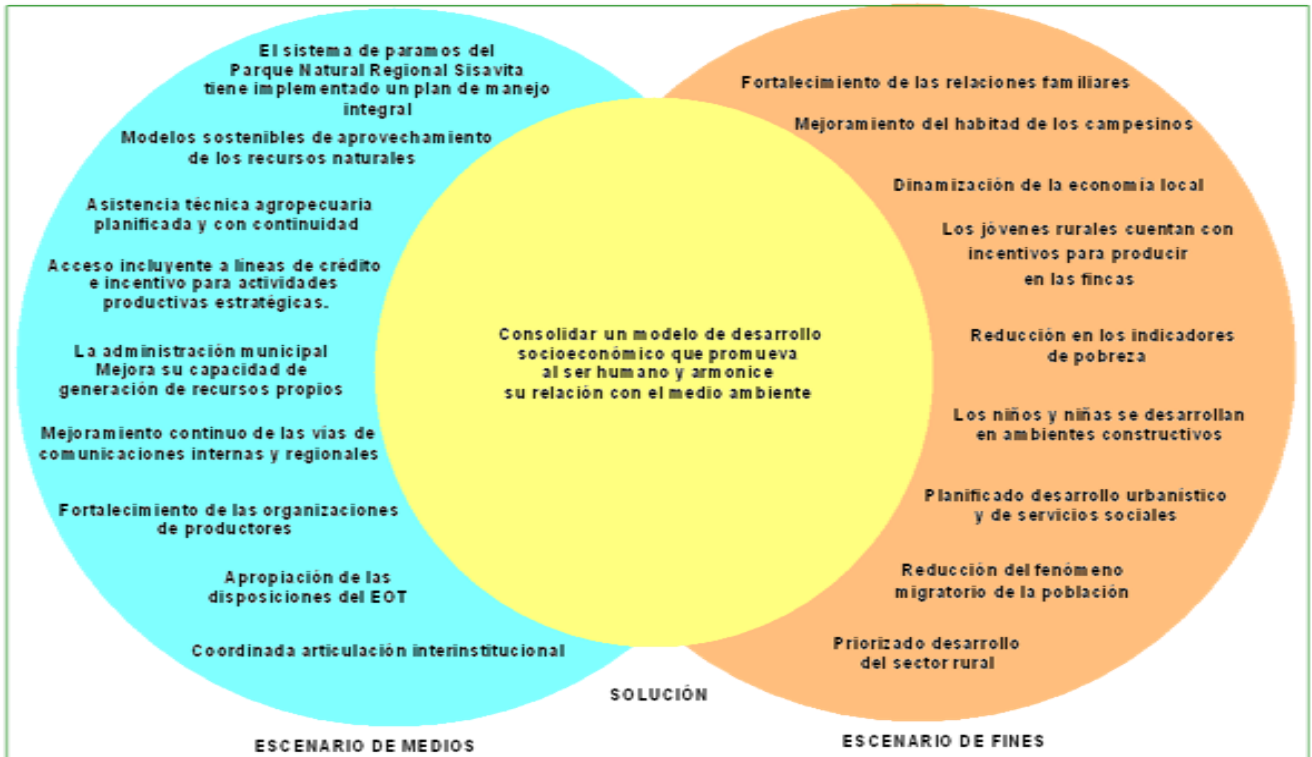 El sistema de paramos del
Parque Natural Regional Sisavita
tiene implementado un plan de manejo
integral
Modelos sostenibles de aprovechamiento
de los recursos naturales
Asistencia técnica agropecuaria
planificada y con continuidad
Acceso incluyente a líneas de crédito
e incentivo para actividades
productivas estratégicas.
La administración municipal
Mejora su capacidad de
generación de recursos propios
Mejoramiento continuo de las vías de
comunicaciones internas y regionales
Fortalecimiento de las organizaciones
de productores
Apropiación de las
disposiciones del EOT
Coordinada articulación interinstitucional
ESCENARIO DE MEDIOS
Consolidar un modelo de desarrollo
socioeconómico que promueva
al ser humano y armonice
su relación con el medio ambiente
SOLUCIÓN
Fortalecimiento de las relaciones familiares
Mejoramiento del habitad de los campesinos
Dinamización de la economía local
Los jóvenes rurales cuentan con
incentivos para producir
en las fincas
Reducción en los indicadores
de pobreza
Los niños y niñas se desarrollan
en ambientes constructivos
Planificado desarrollo urbanístico
y de servicios sociales
Reducción del fenómeno
migratorio de la población
Priorizado desarrollo
del sector rural
ESCENARIO DE FINES